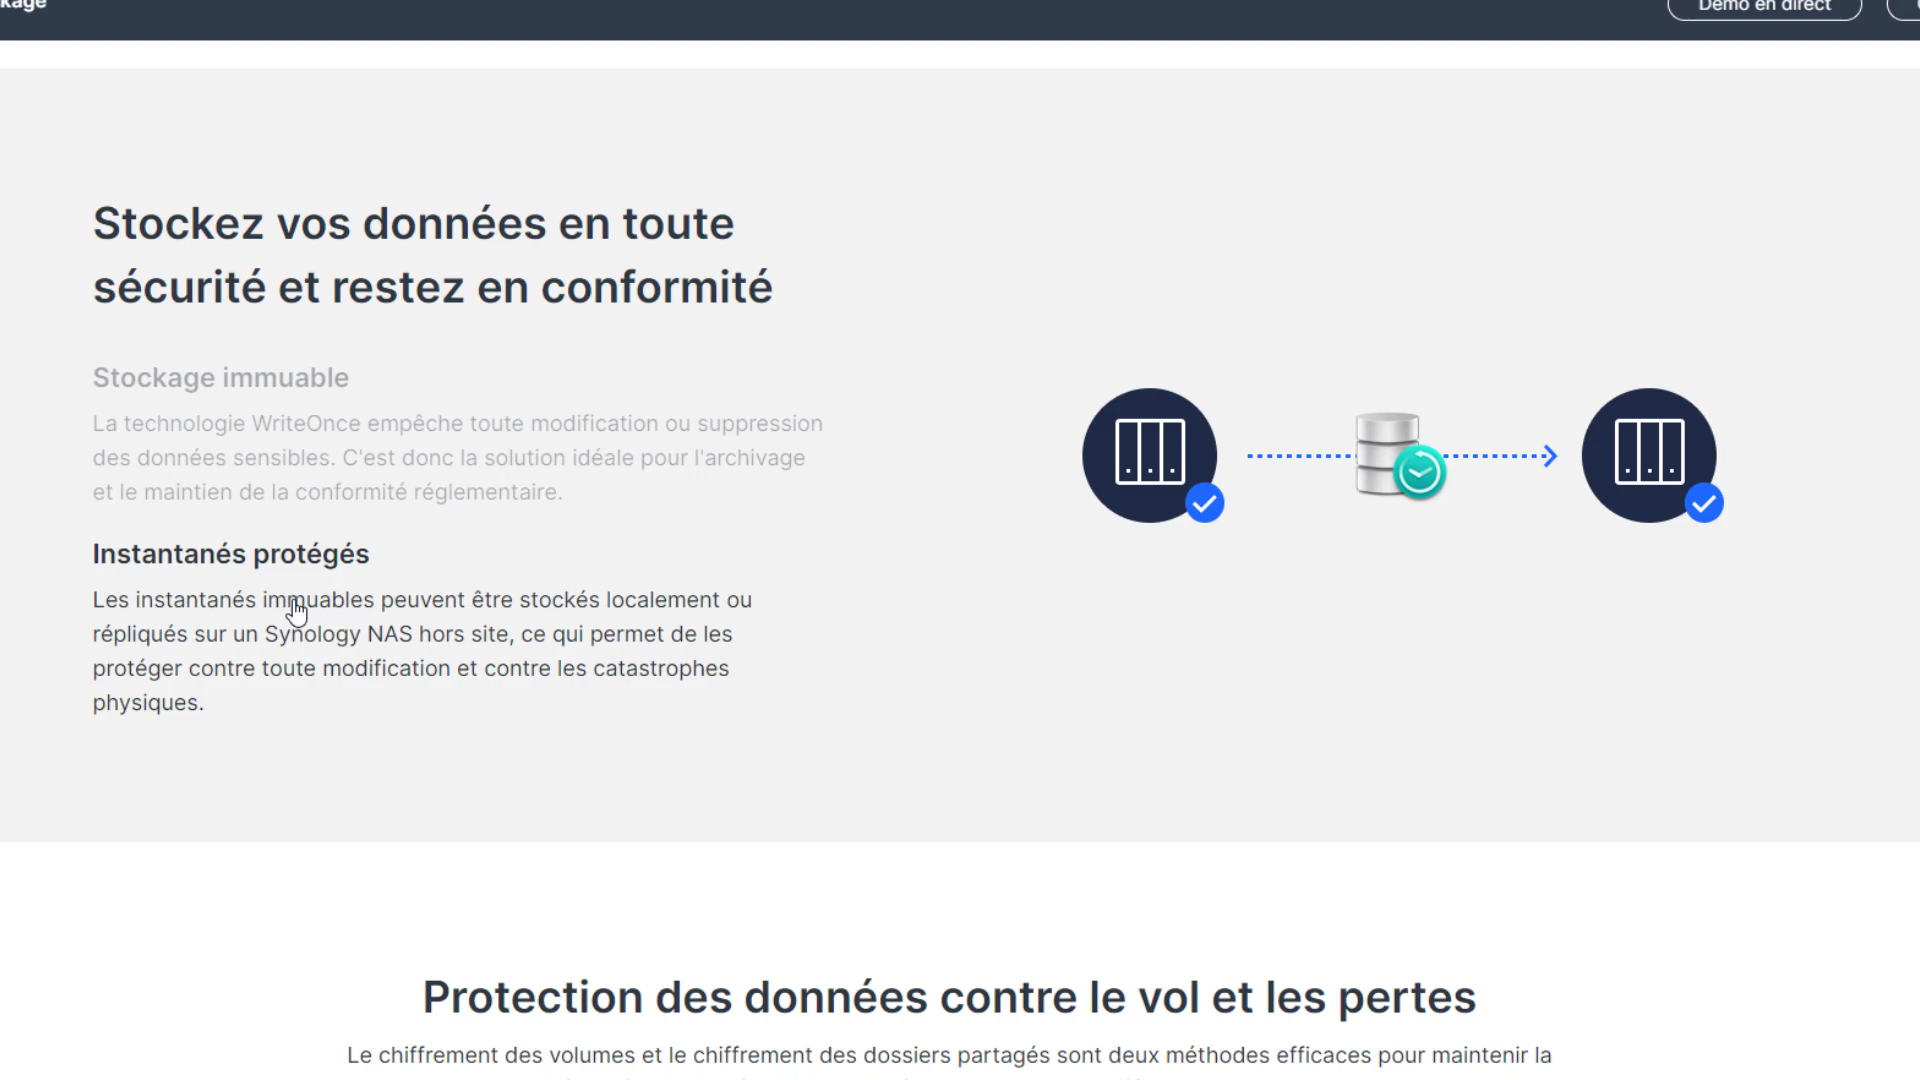 Démo en direct
Stockez vos données en toute
sécurité et restez en conformité
Stockage immuable
La technologie WriteOnce empêche toute modification ou suppression
des données sensibles. C'est donc la solution idéale pour l'archivage
et le maintien de la conformité réglementaire.
Instantanés protégés
Les instantanés immuables peuvent être stockés localement ou
répliqués sur un Synology NAS hors site, ce qui permet de les
protéger contre toute modification et contre les catastrophes
physiques.
Protection des données contre le vol et les pertes
Le chiffrement des volumes et le chiffrement des dossiers partagés sont deux méthodes efficaces pour maintenir la